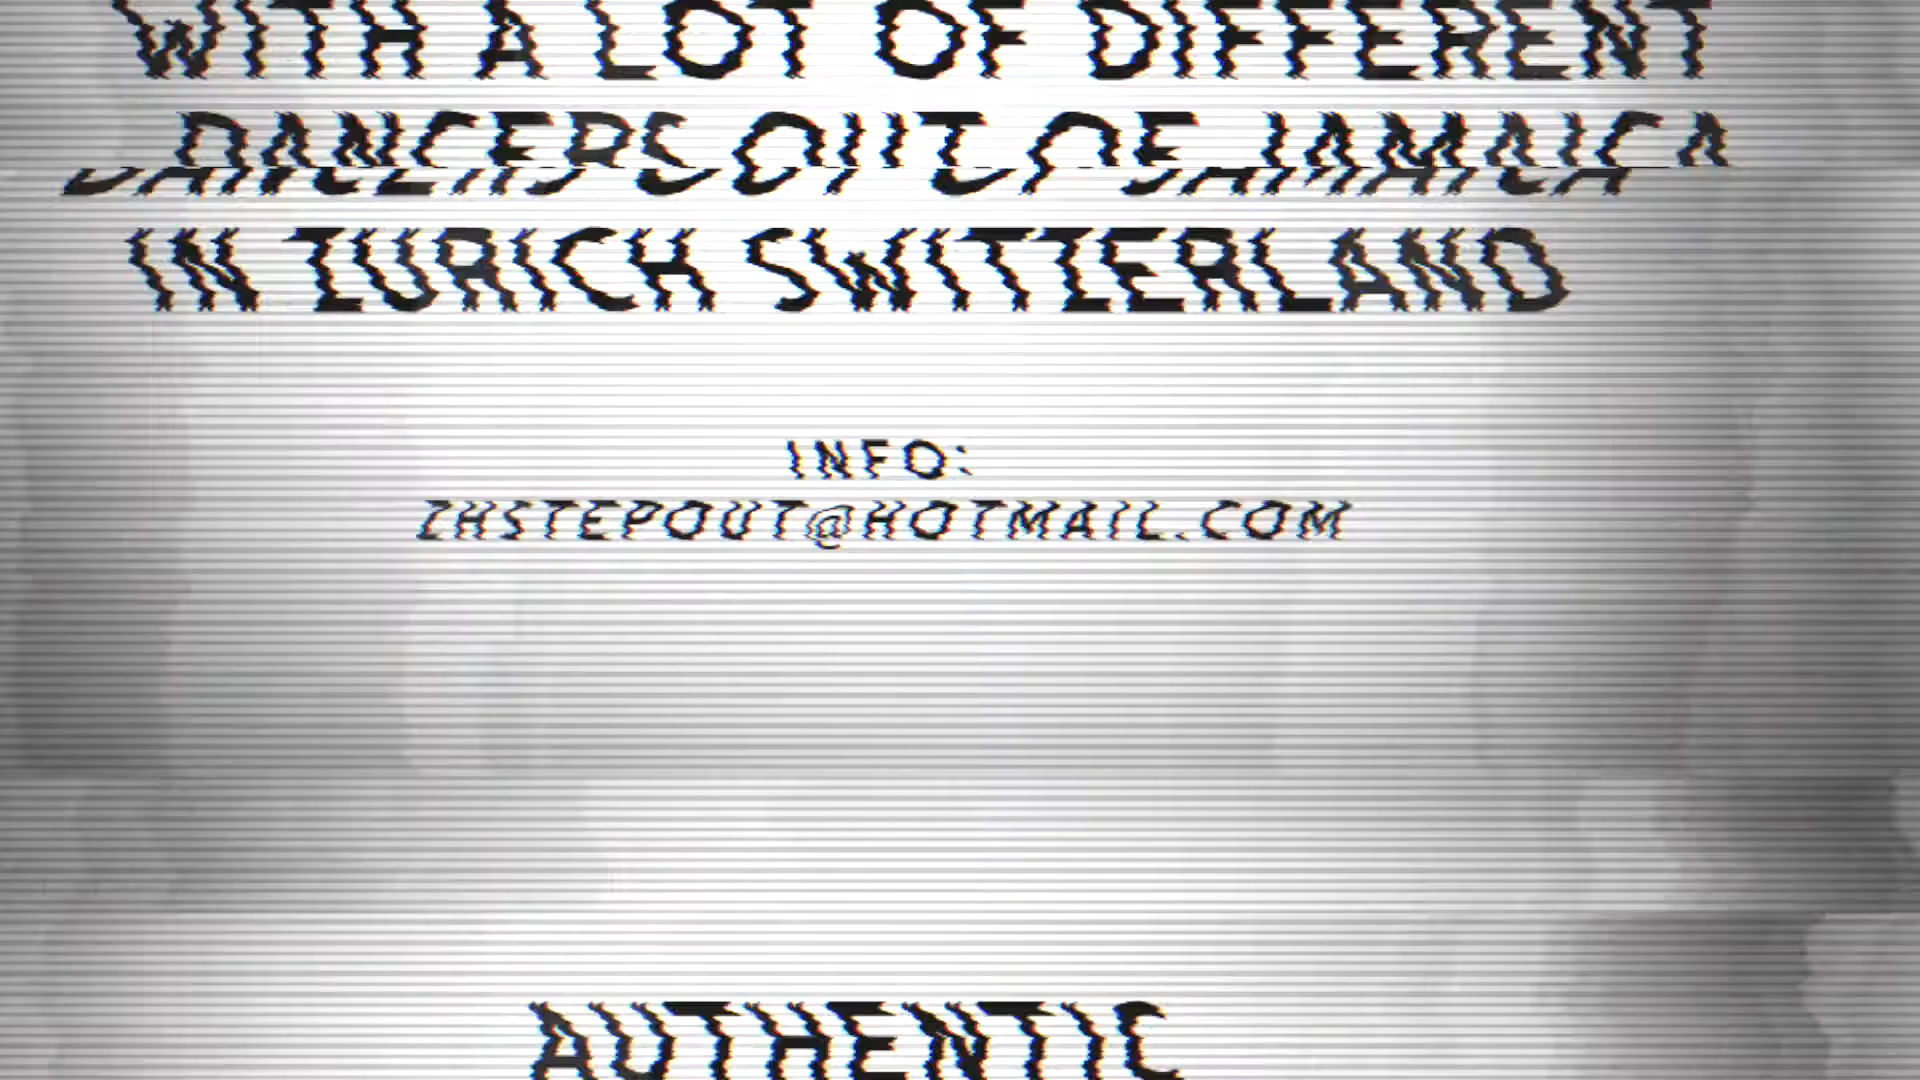 WITH A LOT OF DIFFERENT
DANCERS OUT OF JAMAICA
IN ZURICH SWITZERLAND
INFO:
ZHSTEPOUT@HOTMAIL.COM
AUTHENTIC